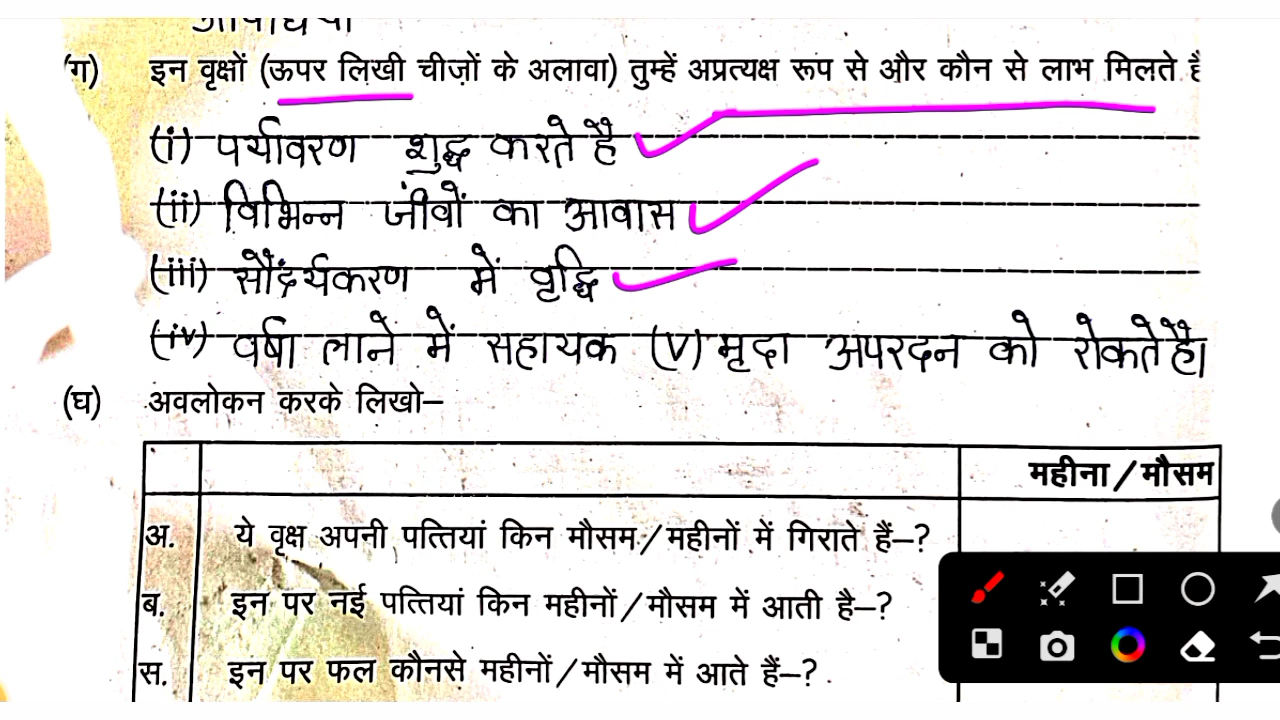 (ग) इन वृक्षों (ऊपर लिखी चीज़ों के अलावा) तुम्हें अप्रत्यक्ष रूप से और कौन से लाभ मिलते है
(i) पर्यावरण शुद्ध करते है
(ii) विभिन्न जीवों का आवास
(iii) सौंदर्यकरण में वृद्धि
(iv) वर्षा लाने में सहायक (v) मृदा अपरदन को रोकते है।
(घ) अवलोकन करके लिखो–
महीना / मौसम
अ. ये वृक्ष अपनी पत्तियां किन मौसम / महीनों में गिराते हैं–?
ब. इन पर नई पत्तियां किन महीनों / मौसम में आती है–?
स. इन पर फल कौनसे महीनों / मौसम में आते हैं–?